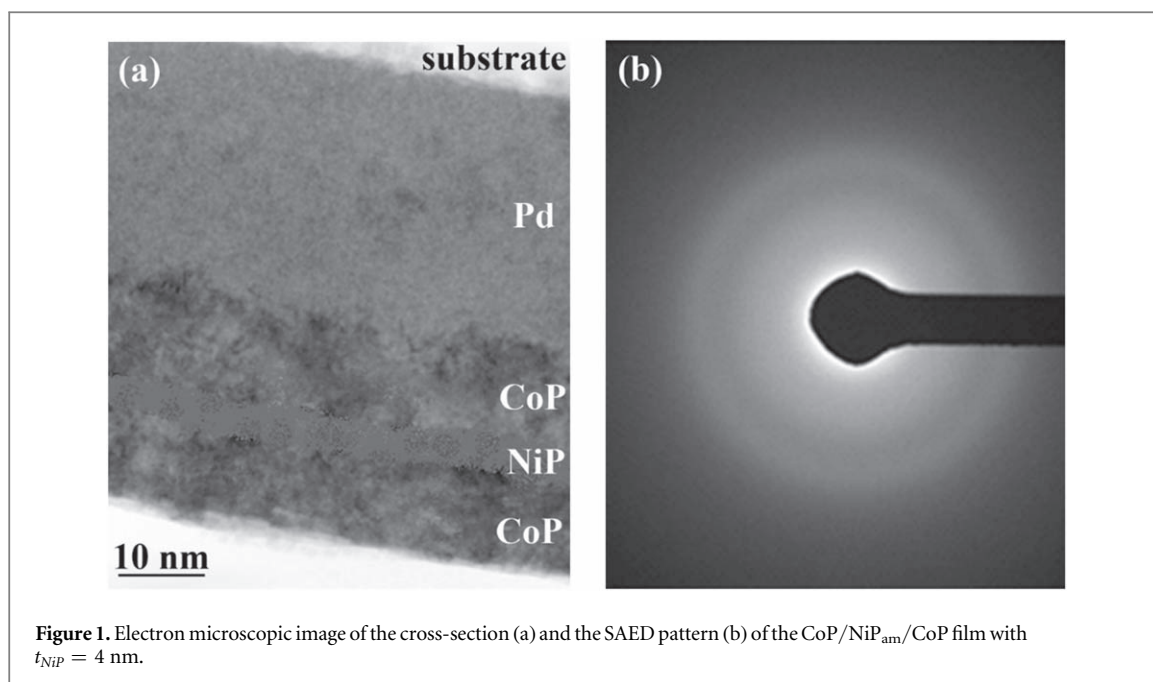 (a)
substrate
Pd
CoP
NiP
CoP
10 nm
(b)
Figure 1. Electron microscopic image of the cross-section (a) and the SAED pattern (b) of the CoP/NiPam/CoP film with
tNiP = 4 nm.